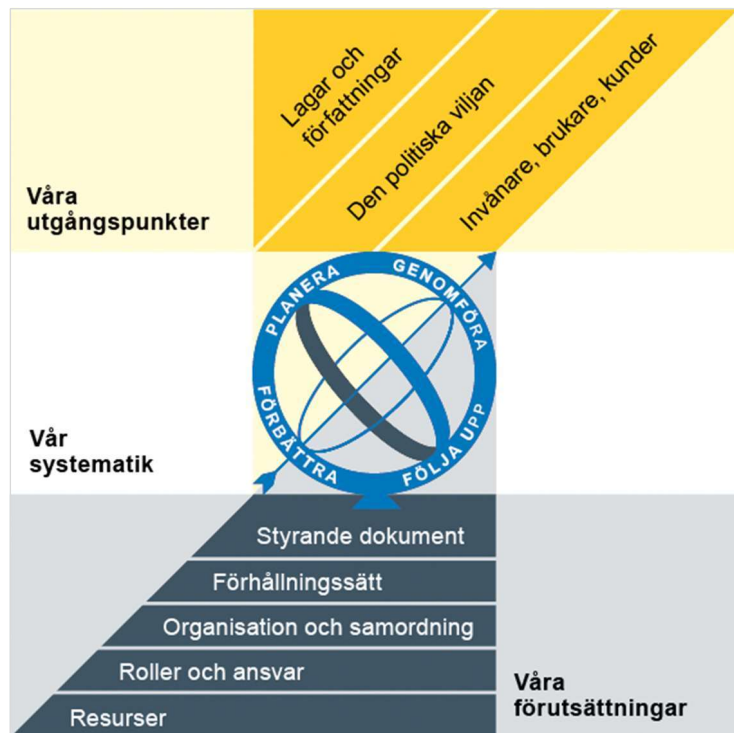 Lagar och
författningar
Den politiska viljan
Invånare, brukare, kunder
Våra
utgångspunkter
PLANERA
GENOMFÖRA
FÖRBÄTTRA
FÖLJA UPP
Vår
systematik
Styrande dokument
Förhållningssätt
Organisation och samordning
Roller och ansvar
Resurser
Våra
förutsättningar